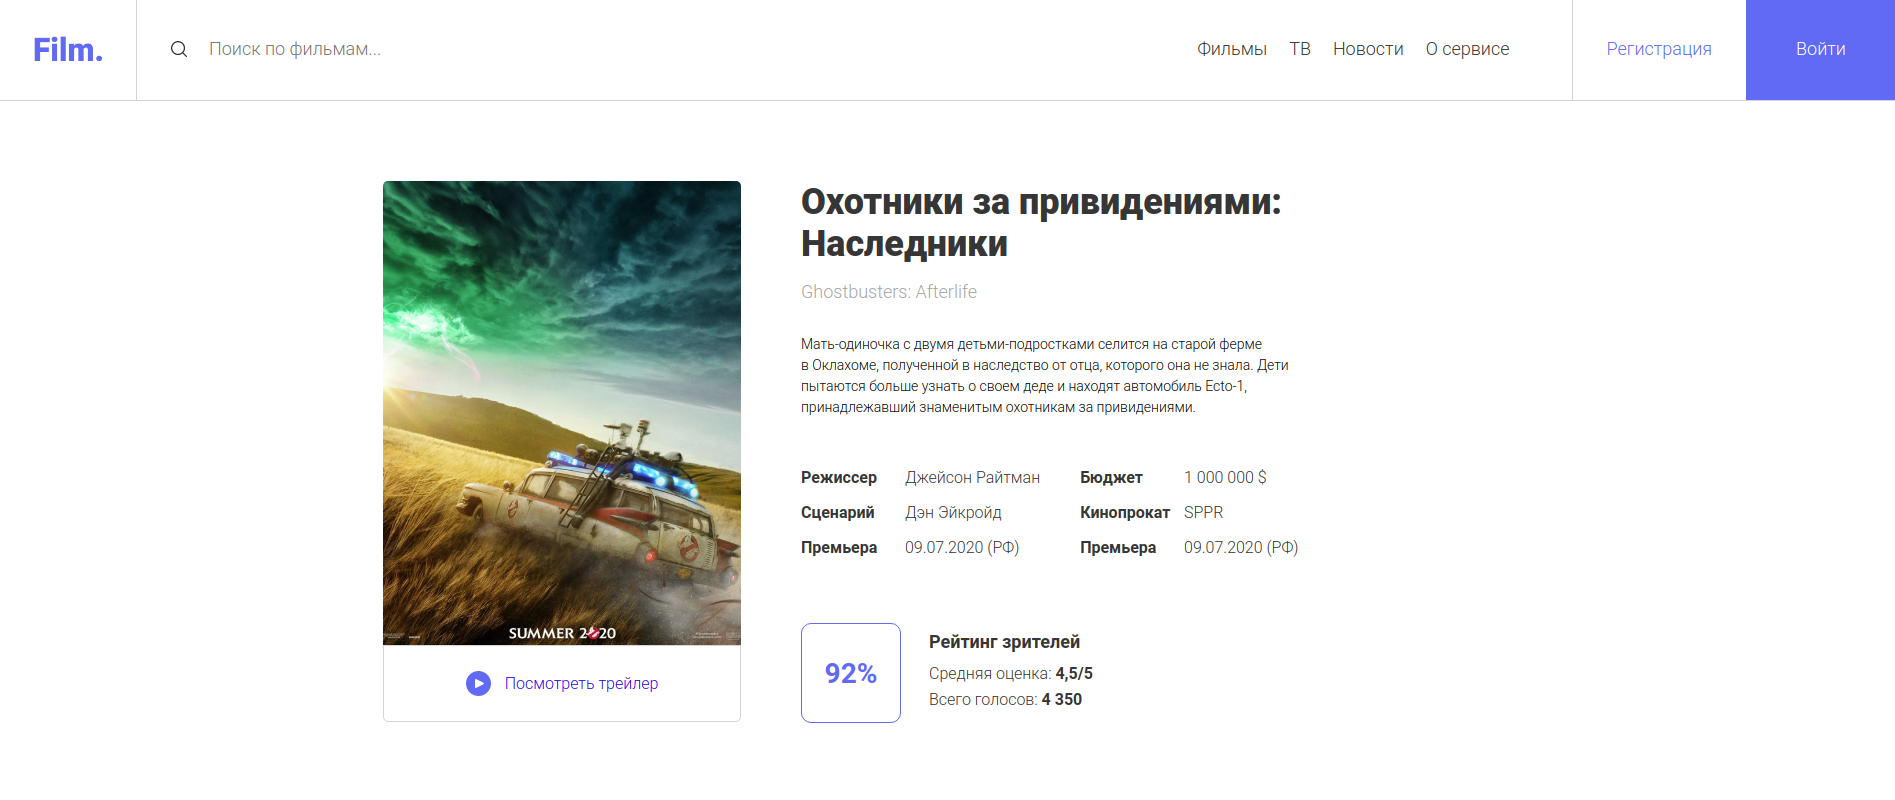 Film.
Поиск по фильмам...
Фильмы ТВ Новости О сервисе
Регистрация
Войти
Охотники за привидениями:
Наследники
Ghostbusters: Afterlife
Мать-одиночка с двумя детьми-подростками селится на старой ферме
в Оклахоме, полученной в наследство от отца, которого она не знала. Дети
пытаются больше узнать о своем деде и находят автомобиль Ecto-1,
принадлежавший знаменитым охотникам за привидениями.
Режиссер Джейсон Райтман Бюджет 1 000 000 $
Сценарий Дэн Эйкройд Кинопрокат SPPR
Премьера 09.07.2020 (РФ) Премьера 09.07.2020 (РФ)
SUMMER 2020
Посмотреть трейлер
92%
Рейтинг зрителей
Средняя оценка: 4,5/5
Всего голосов: 4 350